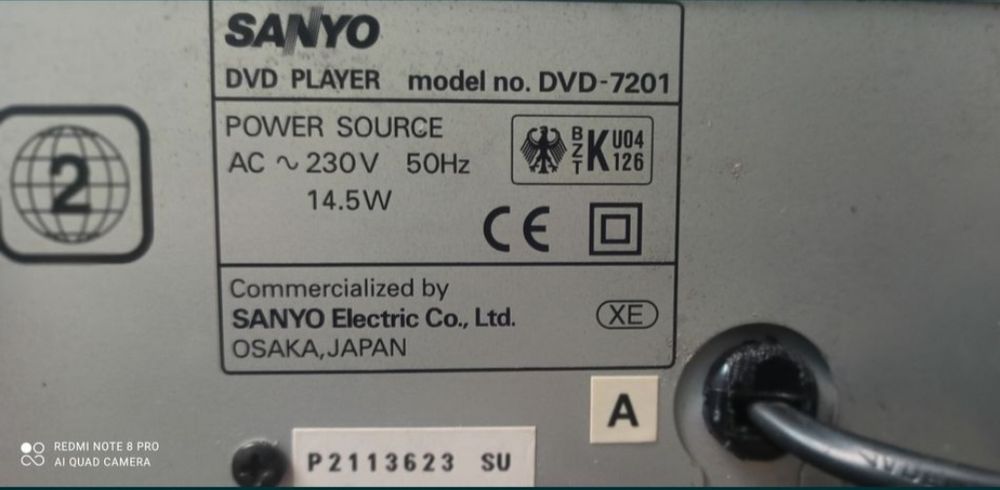 SANYO
DVD PLAYER model no. DVD-7201
2
POWER SOURCE
AC ~ 230V 50Hz
14.5W
BZT K U04 126
CE
Commercialized by
SANYO Electric Co., Ltd.
XE
OSAKA, JAPAN
A
P2113623 SU
REDMI NOTE 8 PRO
AI QUAD CAMERA